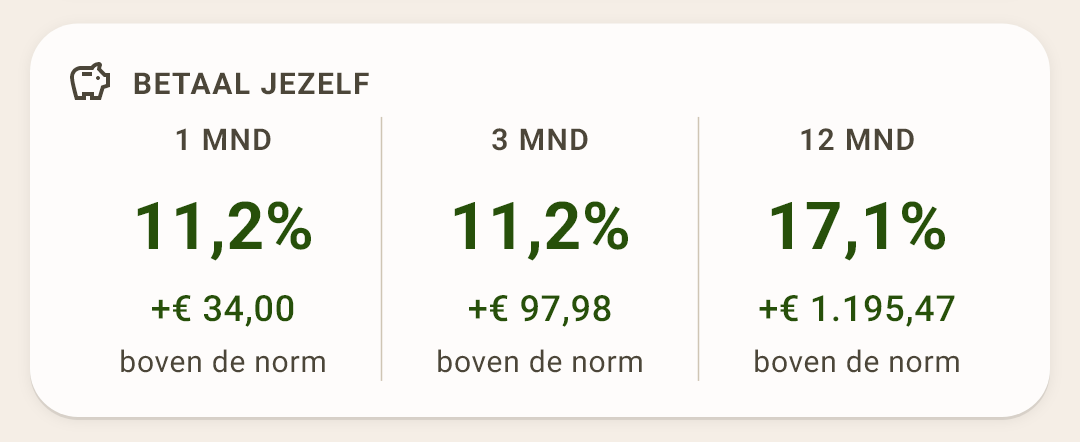 BETAAL JEZELF
1 MND
11,2%
+€ 34,00
boven de norm
3 MND
11,2%
+€ 97,98
boven de norm
12 MND
17,1%
+€ 1.195,47
boven de norm